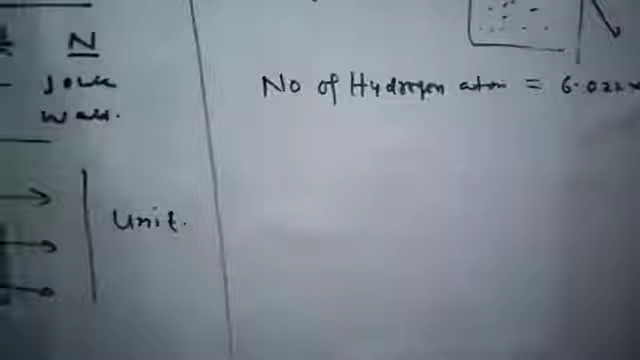 N
Joule
Watt.
Unit.
No of Hydrogen atom = 6.022×